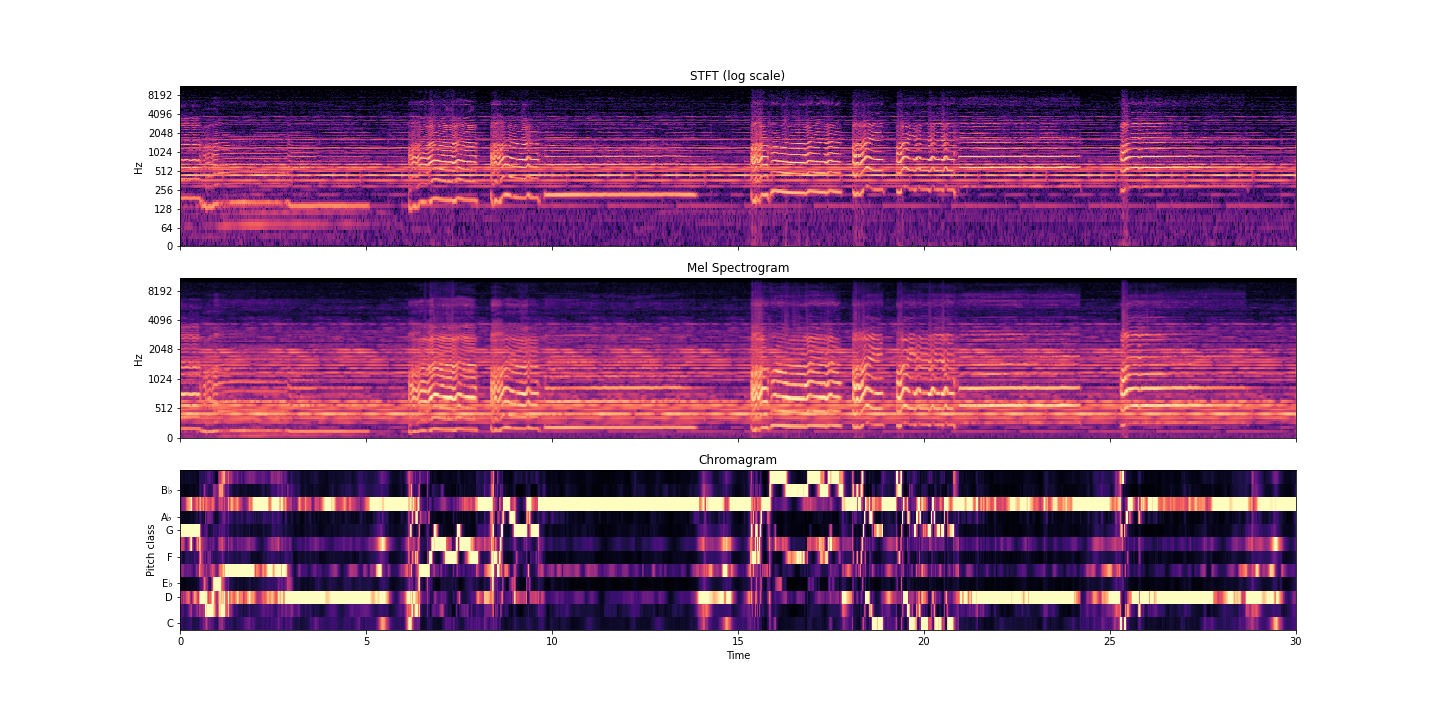 STFT (log scale)
8192
4096
2048
1024
512
256
128
64
0
Hz
Mel Spectrogram
8192
4096
2048
1024
512
0
Hz
Chromagram
B♭
A♭
G
F
E♭
D
C
Pitch class
0 5 10 15 20 25 30
Time